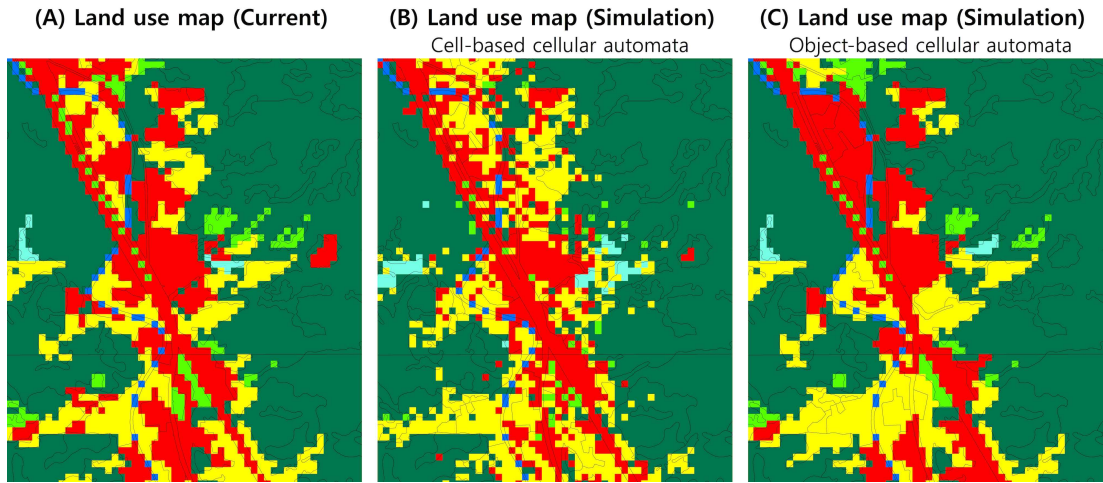 (A) Land use map (Current)
(B) Land use map (Simulation)
Cell-based cellular automata
(C) Land use map (Simulation)
Object-based cellular automata